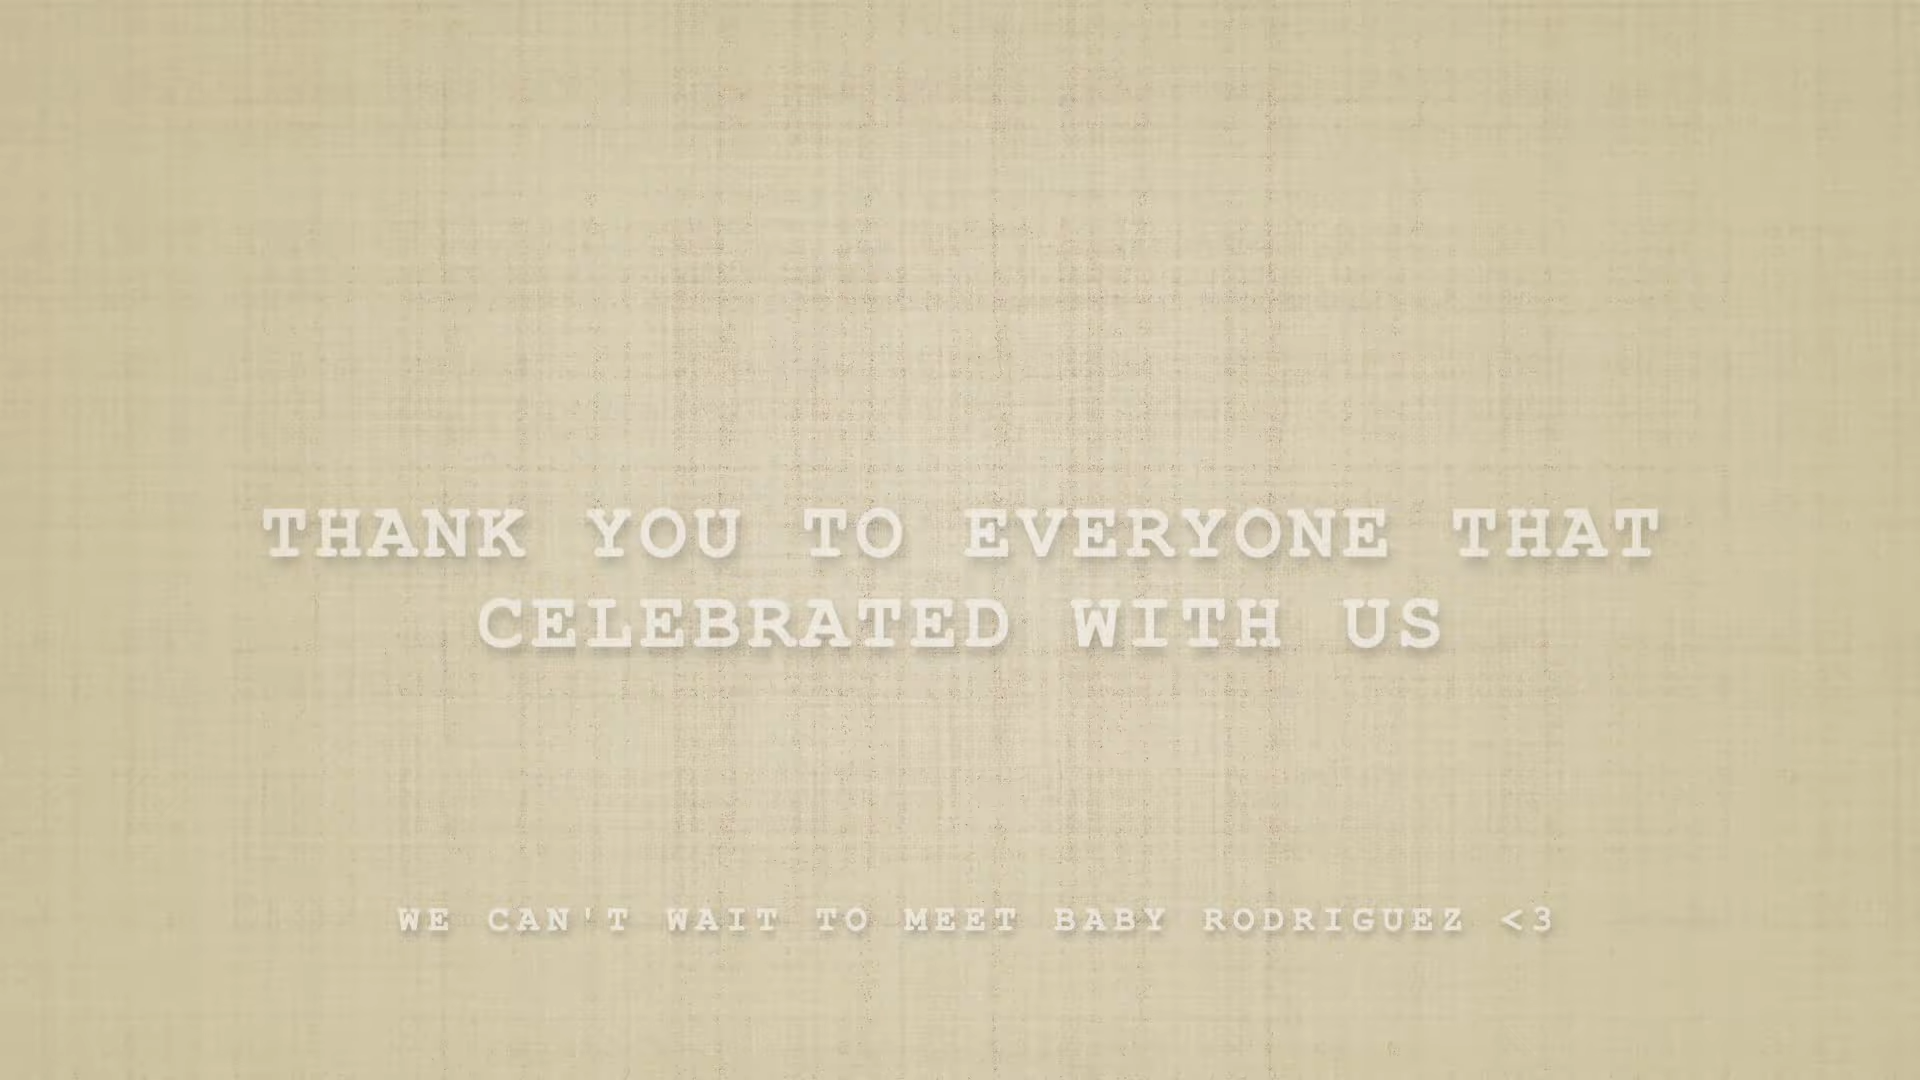 THANK YOU TO EVERYONE THAT
CELEBRATED WITH US
WE CAN'T WAIT TO MEET BABY RODRIGUEZ <3